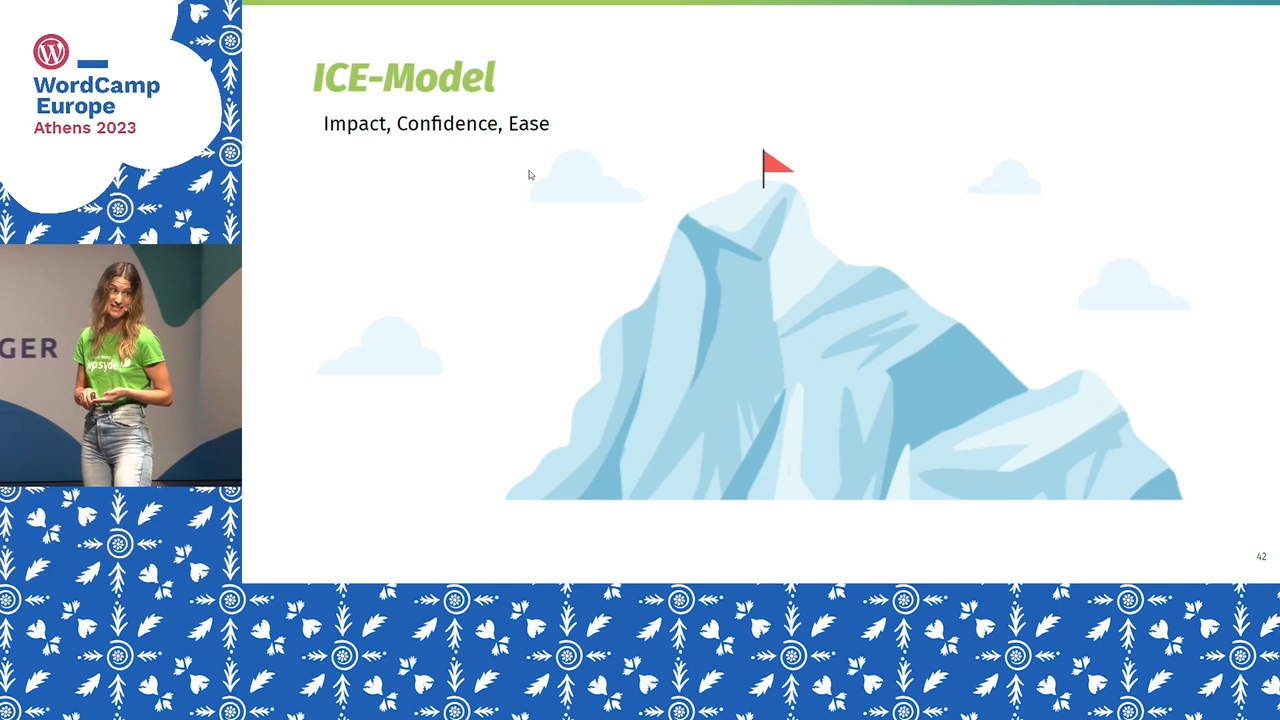 WordCamp
Europe
Athens 2023
ICE-Model
Impact, Confidence, Ease
GER
42